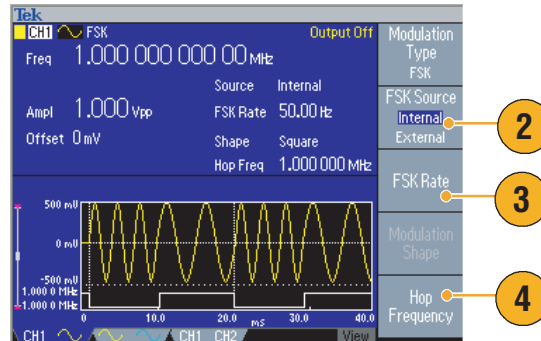 Tek
CH1 FSK Output Off
Freq 1.000 000 000 00 MHz
Source Internal
Ampl 1.000 Vpp FSK Rate 50.00 Hz
Offset 0 mV Shape Square
Hop Freq 1.000 000 MHz
500 mV
0 mV
-500 mV
1.000 0 MHz
1.000 0 MHz
0 10.0 20.0 ms 30.0 40.0
CH1 CH1 CH2 View
Modulation
Type
FSK
FSK Source
Internal
External
2
FSK Rate
3
Modulation
Shape
Hop
Frequency
4